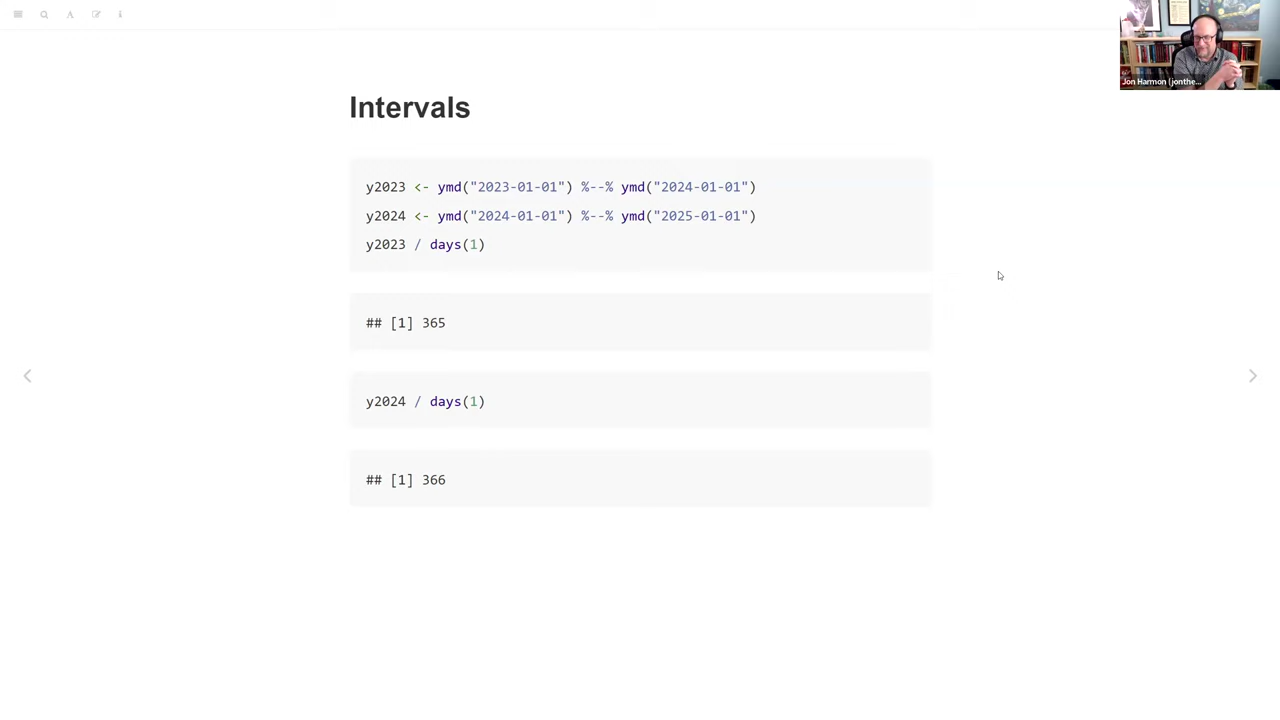 Jon Harmon (jonthe...
Intervals
y2023 <- ymd("2023-01-01") %--% ymd("2024-01-01")
y2024 <- ymd("2024-01-01") %--% ymd("2025-01-01")
y2023 / days(1)
## [1] 365
y2024 / days(1)
## [1] 366